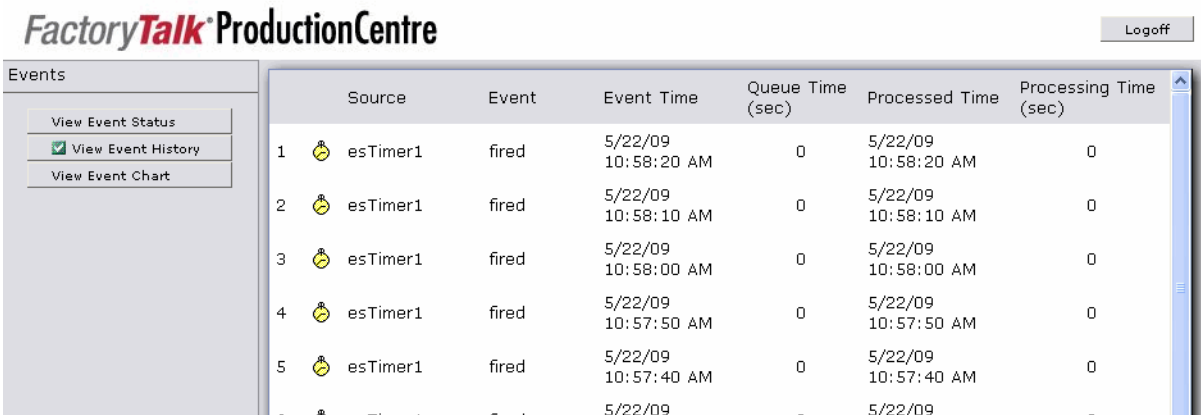 FactoryTalk ProductionCentre
Logoff
Events
View Event Status
View Event History
View Event Chart
Source Event Event Time Queue Time (sec) Processed Time Processing Time (sec)
1 esTimer1 fired 5/22/09 10:58:20 AM 0 5/22/09 10:58:20 AM 0
2 esTimer1 fired 5/22/09 10:58:10 AM 0 5/22/09 10:58:10 AM 0
3 esTimer1 fired 5/22/09 10:58:00 AM 0 5/22/09 10:58:00 AM 0
4 esTimer1 fired 5/22/09 10:57:50 AM 0 5/22/09 10:57:50 AM 0
5 esTimer1 fired 5/22/09 10:57:40 AM 0 5/22/09 10:57:40 AM 0
5/22/09 5/22/09